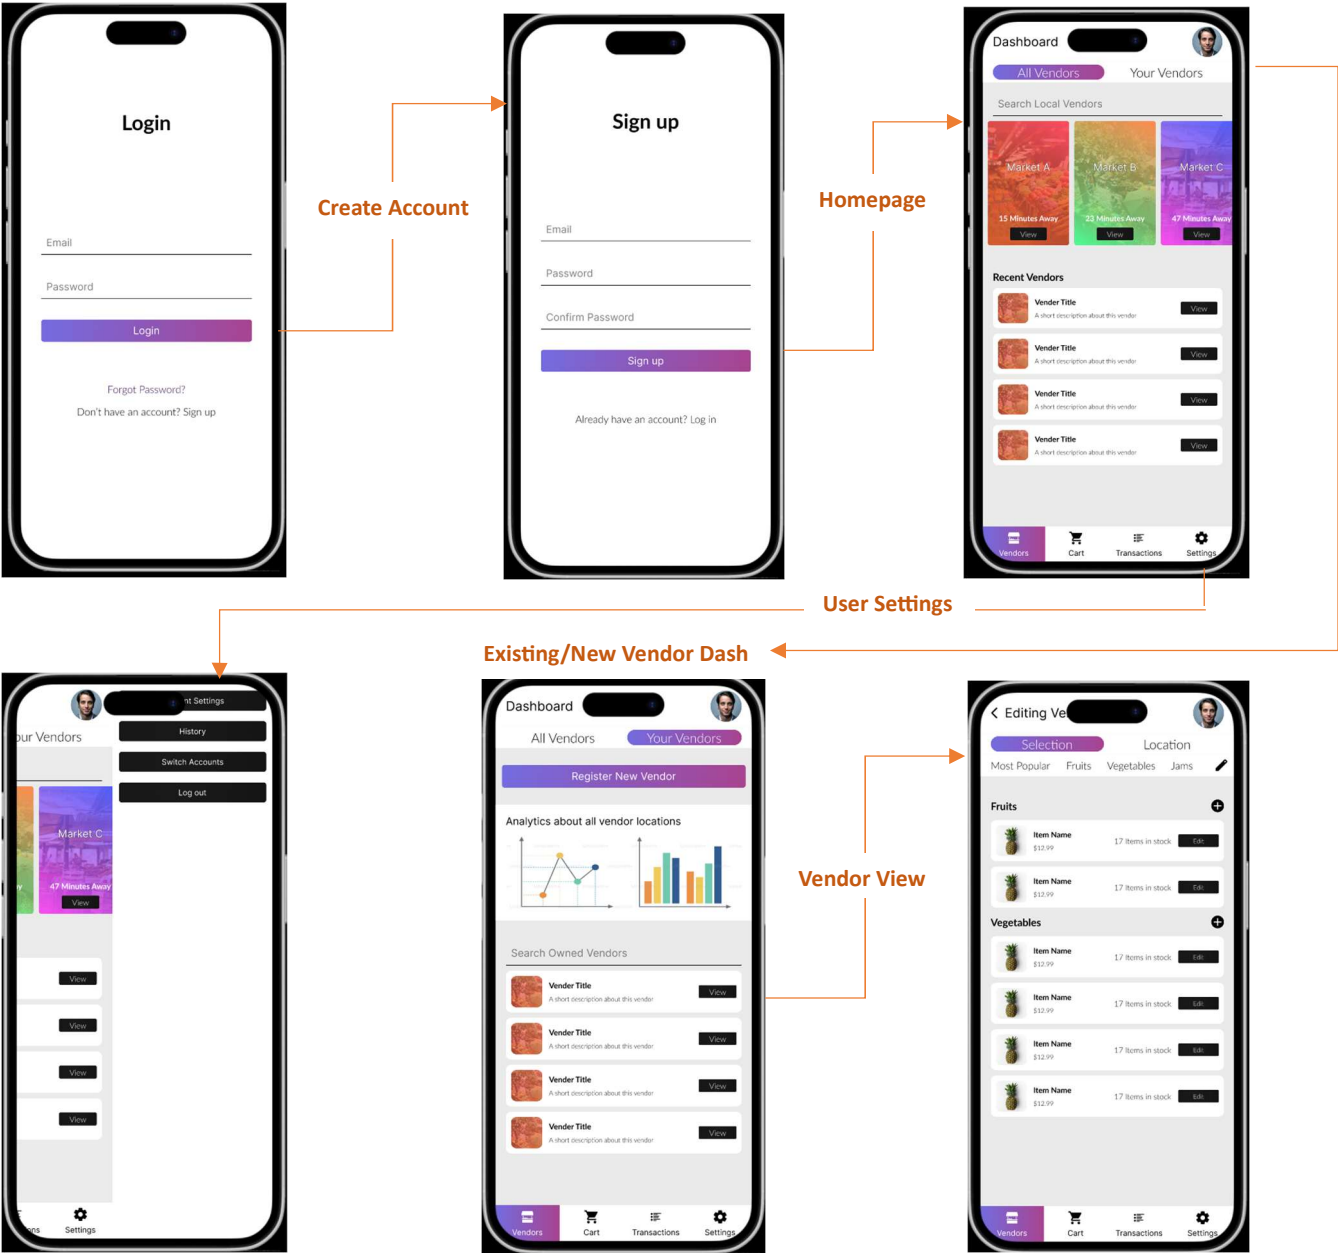 Login
Email
Password
Login
Forgot Password?
Don't have an account? Sign up
Create Account
Sign up
Email
Password
Confirm Password
Sign up
Already have an account? Log in
Homepage
Dashboard
All Vendors Your Vendors
Search Local Vendors
Market A Market B Market C
15 Minutes Away 23 Minutes Away 47 Minutes Away
View View View
Recent Vendors
Vender Title
A short description about this vendor
View
Vender Title
A short description about this vendor
View
Vender Title
A short description about this vendor
View
Vender Title
A short description about this vendor
View
Vendors Cart Transactions Settings
User Settings
Existing/New Vendor Dash
our Vendors
nt Settings
History
Switch Accounts
Log out
Market C
47 Minutes Away
View
View
View
View
View
ons Settings
Dashboard
All Vendors Your Vendors
Register New Vendor
Analytics about all vendor locations
Search Owned Vendors
Vender Title
A short description about this vendor
View
Vender Title
A short description about this vendor
View
Vender Title
A short description about this vendor
View
Vender Title
A short description about this vendor
View
Vendors Cart Transactions Settings
Vendor View
Editing Ve
Selection Location
Most Popular Fruits Vegetables Jams
Fruits
Item Name
$12.99
17 Items in stock Edit
Item Name
$12.99
17 Items in stock Edit
Vegetables
Item Name
$12.99
17 Items in stock Edit
Item Name
$12.99
17 Items in stock Edit
Item Name
$12.99
17 Items in stock Edit
Item Name
$12.99
17 Items in stock Edit
Vendors Cart Transactions Settings